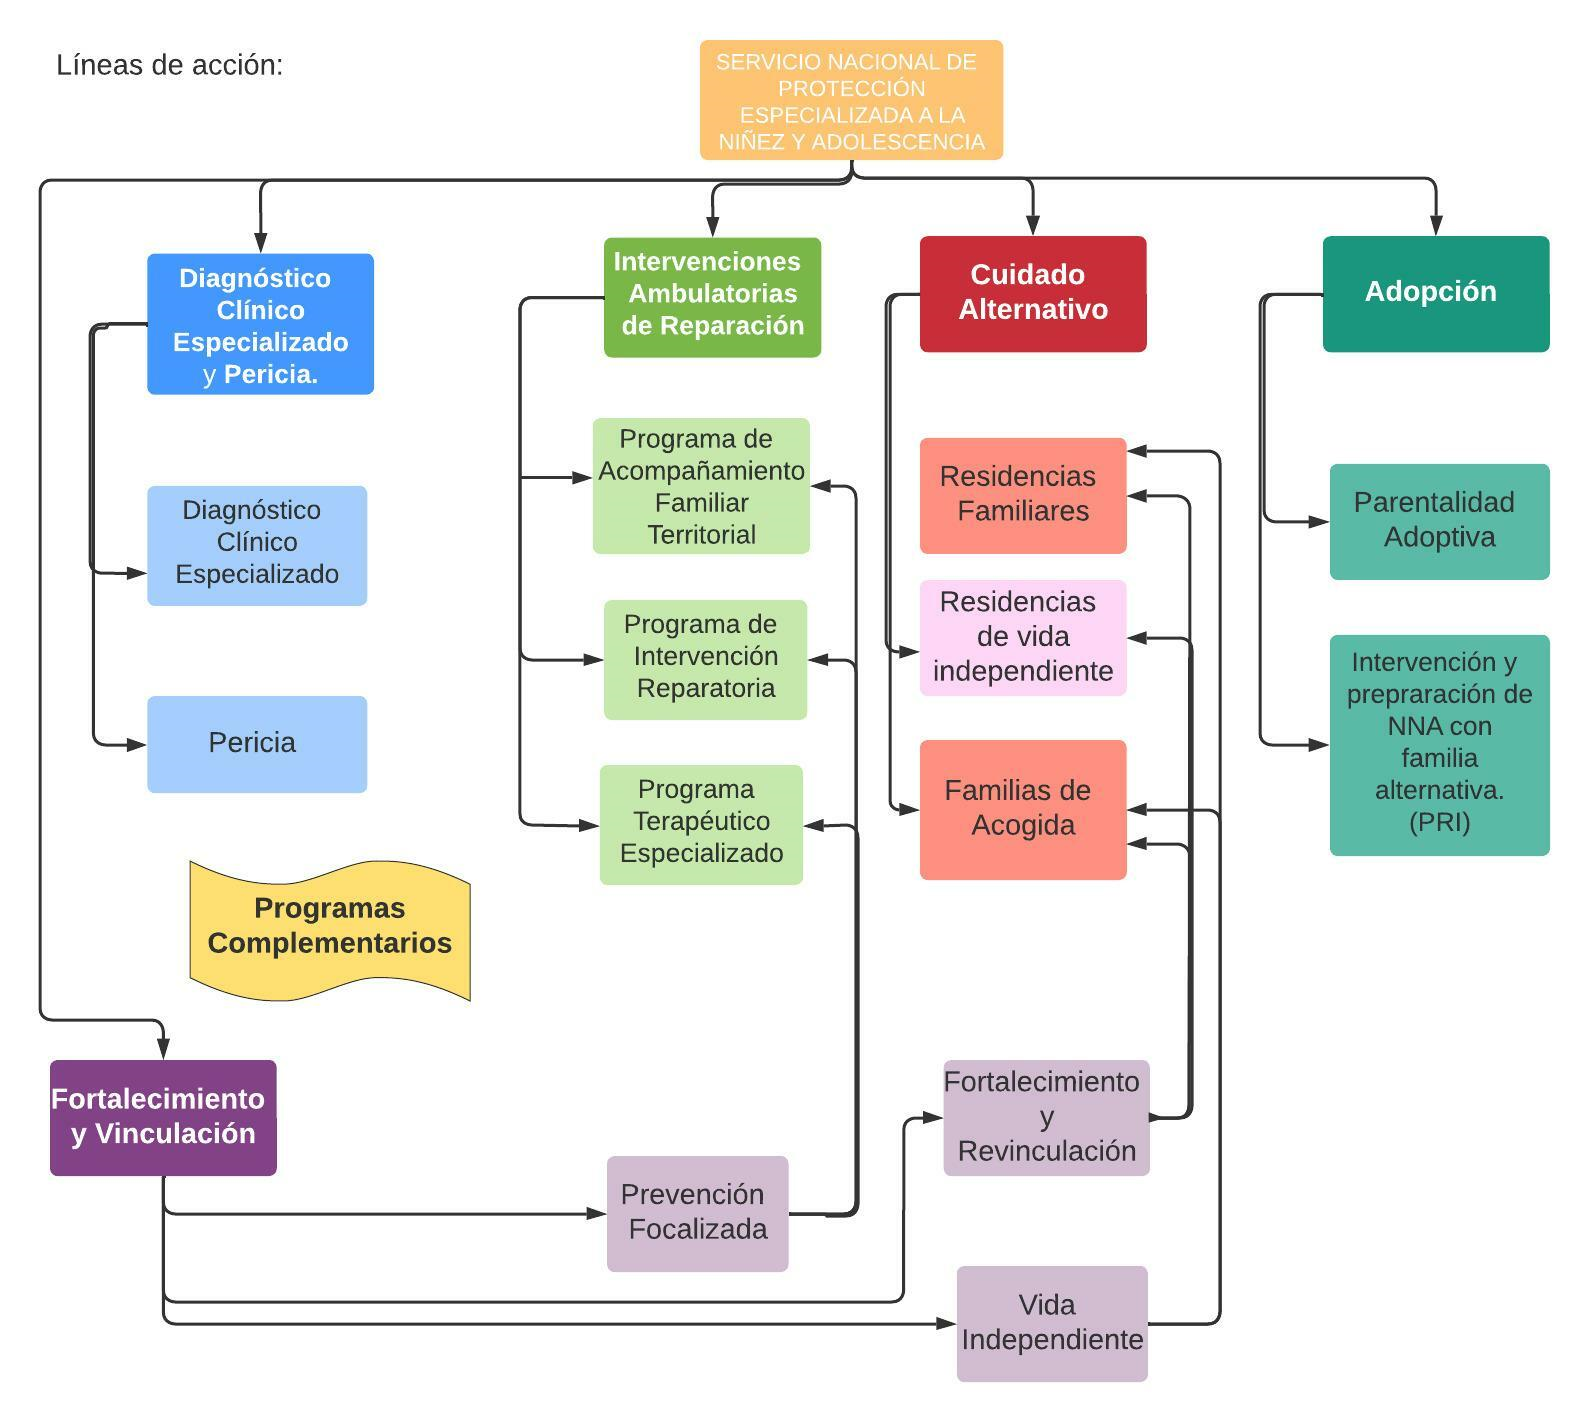 Líneas de acción:
SERVICIO NACIONAL DE
PROTECCIÓN
ESPECIALIZADA A LA
NIÑEZ Y ADOLESCENCIA
Diagnóstico
Clínico
Especializado
y Pericia.
Intervenciones
Ambulatorias
de Reparación
Cuidado
Alternativo
Adopción
Diagnóstico
Clínico
Especializado
Pericia
Programa de
Acompañamiento
Familiar
Territorial
Programa de
Intervención
Reparatoria
Programa
Terapéutico
Especializado
Residencias
Familiares
Residencias
de vida
independiente
Familias de
Acogida
Parentalidad
Adoptiva
Intervención y
prepraración de
NNA con
familia
alternativa.
(PRI)
Programas
Complementarios
Fortalecimiento
y Vinculación
Prevención
Focalizada
Fortalecimiento
y
Revinculación
Vida
Independiente